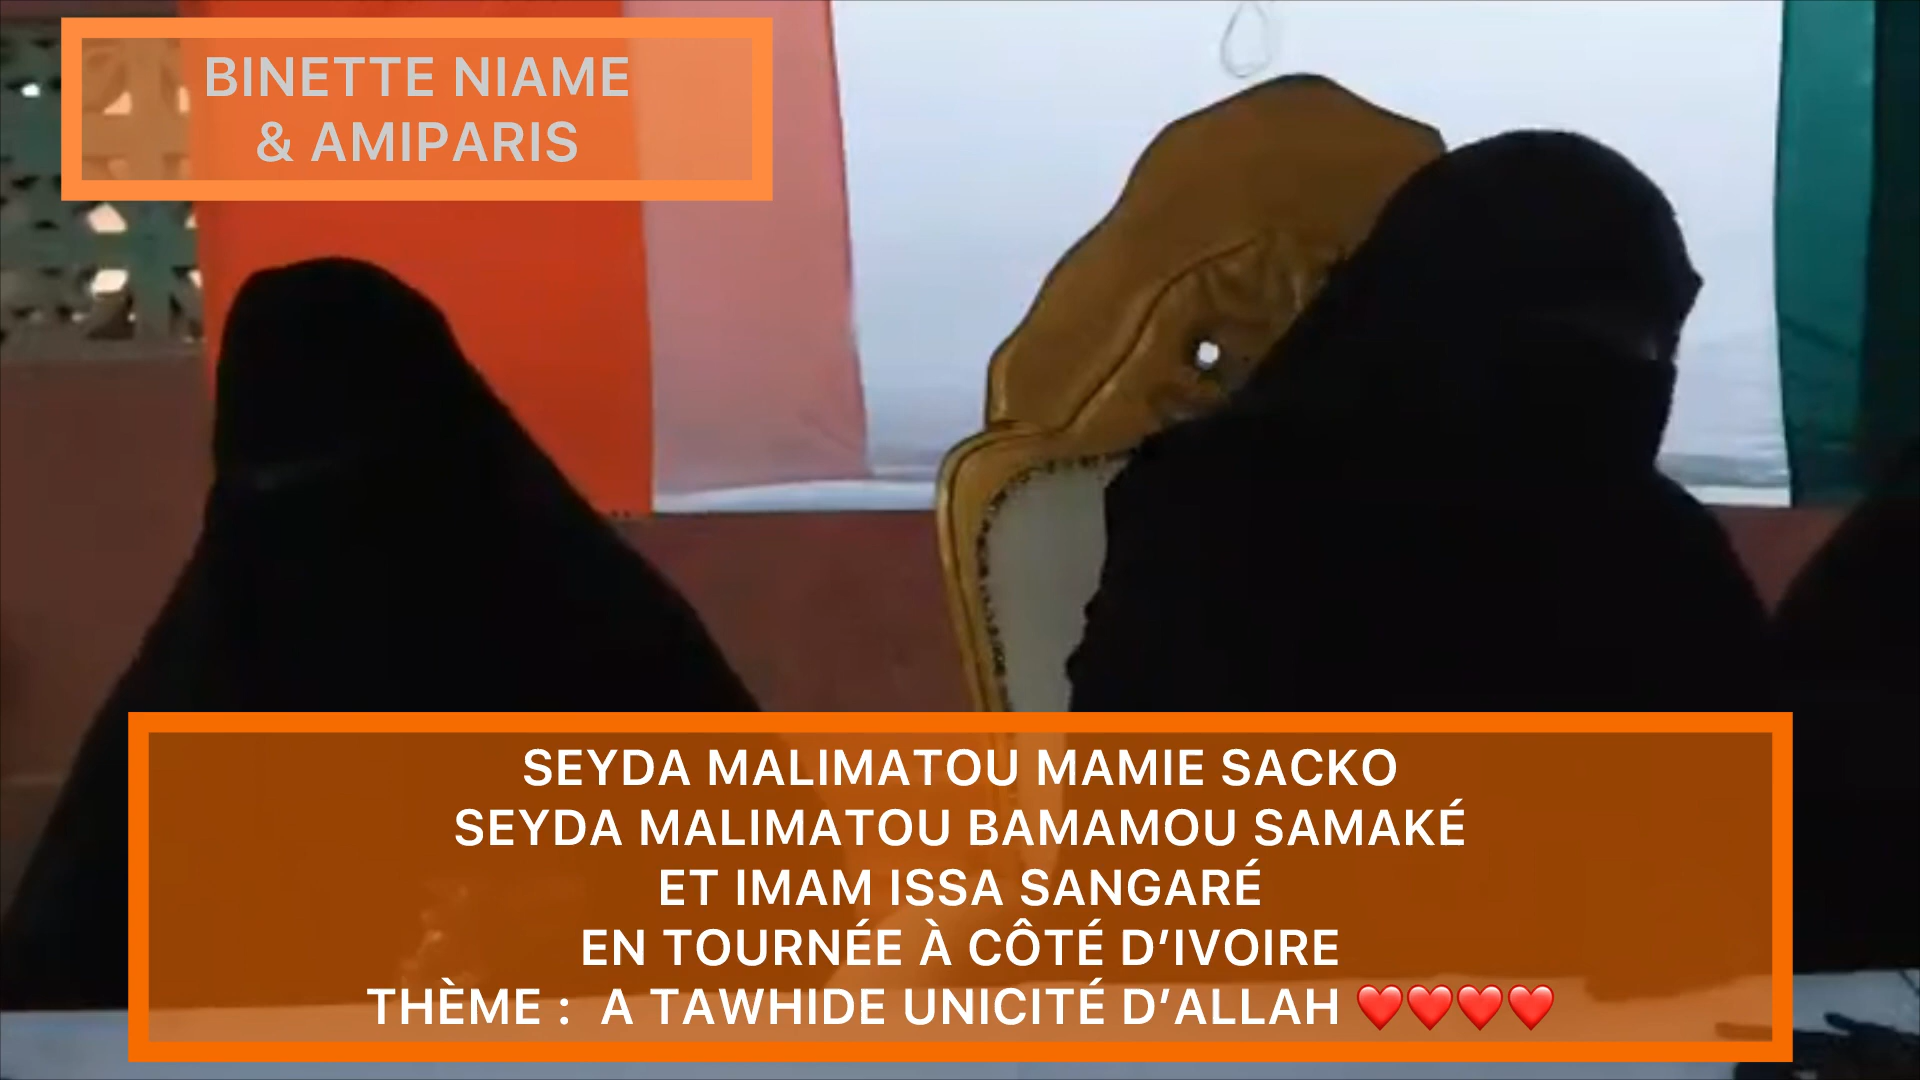 BINETTE NIAME
& AMIPARIS
SEYDA MALIMATOU MAMIE SACKO
SEYDA MALIMATOU BAMAMOU SAMAKÉ
ET IMAM ISSA SANGARÉ
EN TOURNÉE À CÔTÉ D’IVOIRE
THÈME :  A TAWHIDE UNICITÉ D’ALLAH ❤️❤️❤️❤️